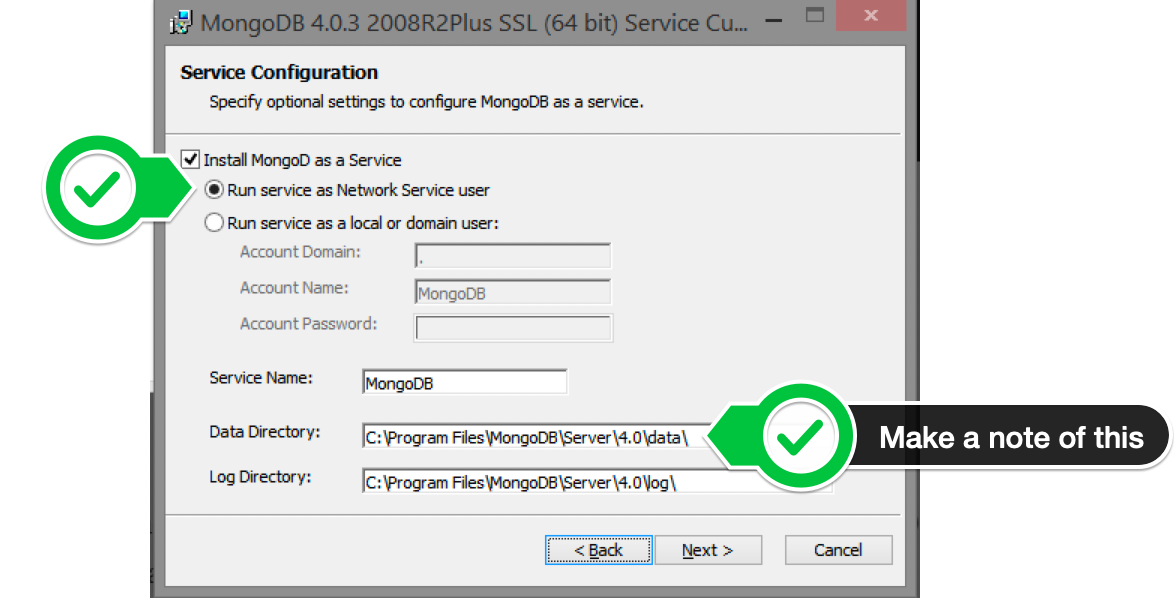 MongoDB 4.0.3 2008R2Plus SSL (64 bit) Service Cu...
Service Configuration
Specify optional settings to configure MongoDB as a service.
Install MongoD as a Service
Run service as Network Service user
Run service as a local or domain user:
Account Domain: .
Account Name: MongoDB
Account Password:
Service Name: MongoDB
Data Directory: C:\Program Files\MongoDB\Server\4.0\data\
Make a note of this
Log Directory: C:\Program Files\MongoDB\Server\4.0\log\
< Back Next > Cancel